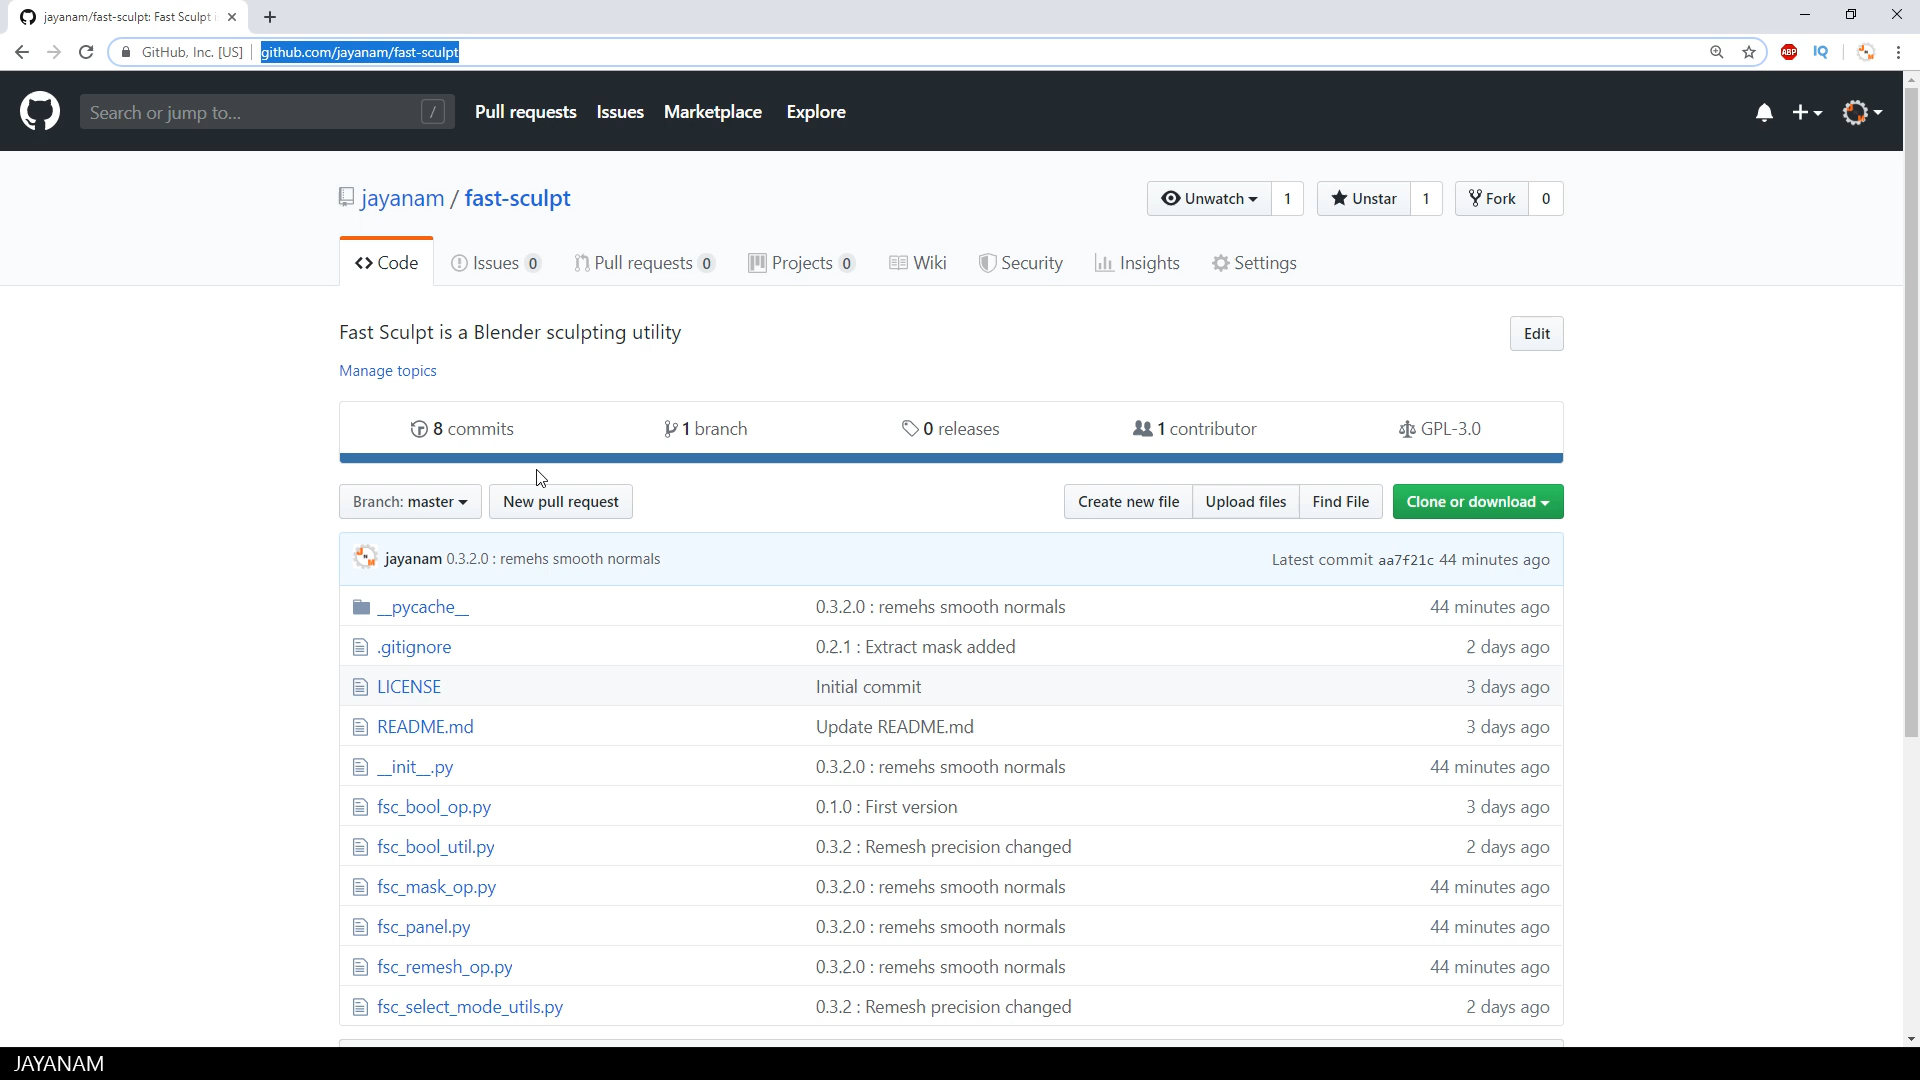 jayanam/fast-sculpt: Fast Sculpt i
GitHub, Inc. [US] github.com/jayanam/fast-sculpt ABP IQ
Search or jump to... / Pull requests Issues Marketplace Explore
jayanam / fast-sculpt Unwatch 1 Unstar 1 Fork 0
Code Issues 0 Pull requests 0 Projects 0 Wiki Security Insights Settings
Fast Sculpt is a Blender sculpting utility Edit
Manage topics
8 commits 1 branch 0 releases 1 contributor GPL-3.0
Branch: master New pull request Create new file Upload files Find File Clone or download
jayanam 0.3.2.0 : remehs smooth normals Latest commit aa7f21c 44 minutes ago
__pycache__ 0.3.2.0 : remehs smooth normals 44 minutes ago
.gitignore 0.2.1 : Extract mask added 2 days ago
LICENSE Initial commit 3 days ago
README.md Update README.md 3 days ago
__init__.py 0.3.2.0 : remehs smooth normals 44 minutes ago
fsc_bool_op.py 0.1.0 : First version 3 days ago
fsc_bool_util.py 0.3.2 : Remesh precision changed 2 days ago
fsc_mask_op.py 0.3.2.0 : remehs smooth normals 44 minutes ago
fsc_panel.py 0.3.2.0 : remehs smooth normals 44 minutes ago
fsc_remesh_op.py 0.3.2.0 : remehs smooth normals 44 minutes ago
fsc_select_mode_utils.py 0.3.2 : Remesh precision changed 2 days ago
JAYANAM